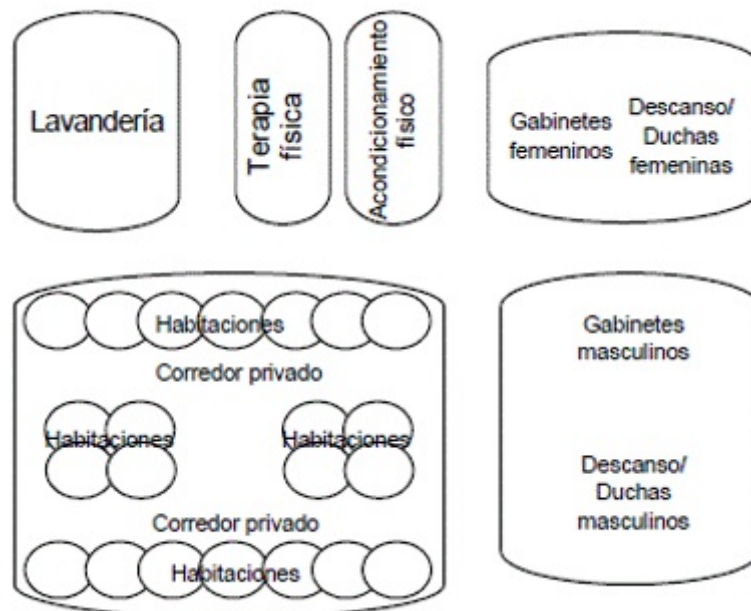 Lavandería
Terapia
física
Acondicionamiento
físico
Gabinetes
femeninos
Descanso/
Duchas
femeninas
Habitaciones
Corredor privado
Habitaciones
Habitaciones
Corredor privado
Habitaciones
Gabinetes
masculinos
Descanso/
Duchas
masculinos